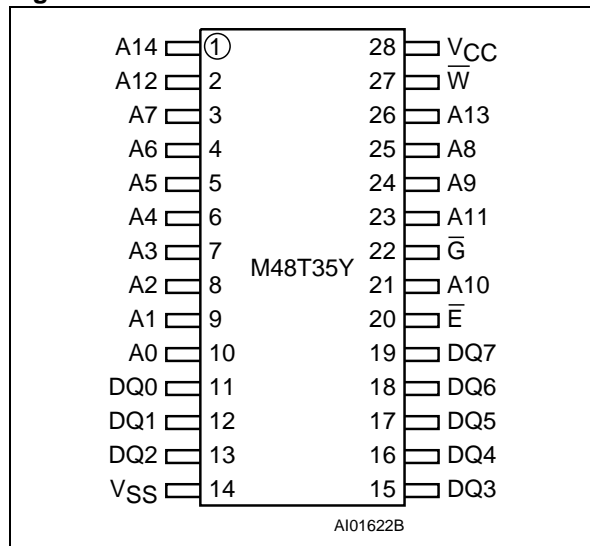 A14 1 28 VCC
A12 2 27 W̅
A7 3 26 A13
A6 4 25 A8
A5 5 24 A9
A4 6 23 A11
A3 7 22 G̅
M48T35Y
A2 8 21 A10
A1 9 20 E̅
A0 10 19 DQ7
DQ0 11 18 DQ6
DQ1 12 17 DQ5
DQ2 13 16 DQ4
VSS 14 15 DQ3
AI01622B